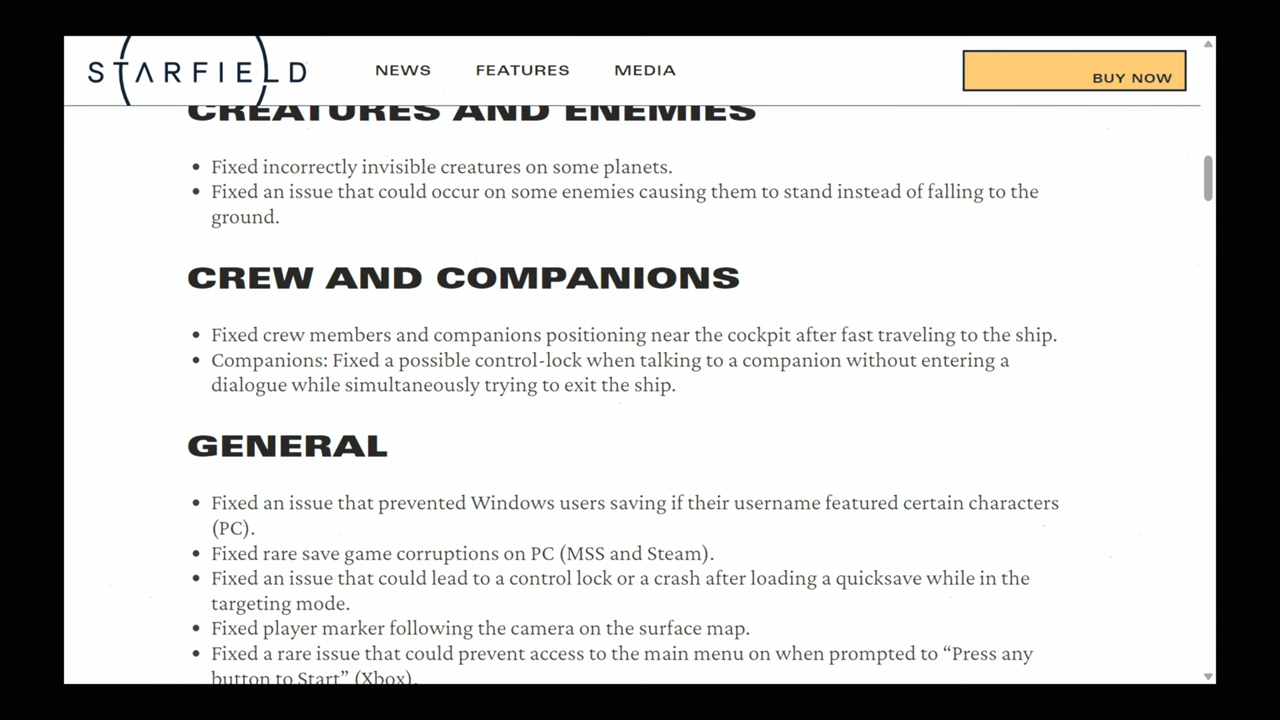 STARFIELD
NEWS
FEATURES
MEDIA
BUY NOW
CREATURES AND ENEMIES
• Fixed incorrectly invisible creatures on some planets.
• Fixed an issue that could occur on some enemies causing them to stand instead of falling to the
ground.
CREW AND COMPANIONS
• Fixed crew members and companions positioning near the cockpit after fast traveling to the ship.
• Companions: Fixed a possible control-lock when talking to a companion without entering a
dialogue while simultaneously trying to exit the ship.
GENERAL
• Fixed an issue that prevented Windows users saving if their username featured certain characters
(PC).
• Fixed rare save game corruptions on PC (MSS and Steam).
• Fixed an issue that could lead to a control lock or a crash after loading a quicksave while in the
targeting mode.
• Fixed player marker following the camera on the surface map.
• Fixed a rare issue that could prevent access to the main menu on when prompted to “Press any
button to Start” (Xbox).